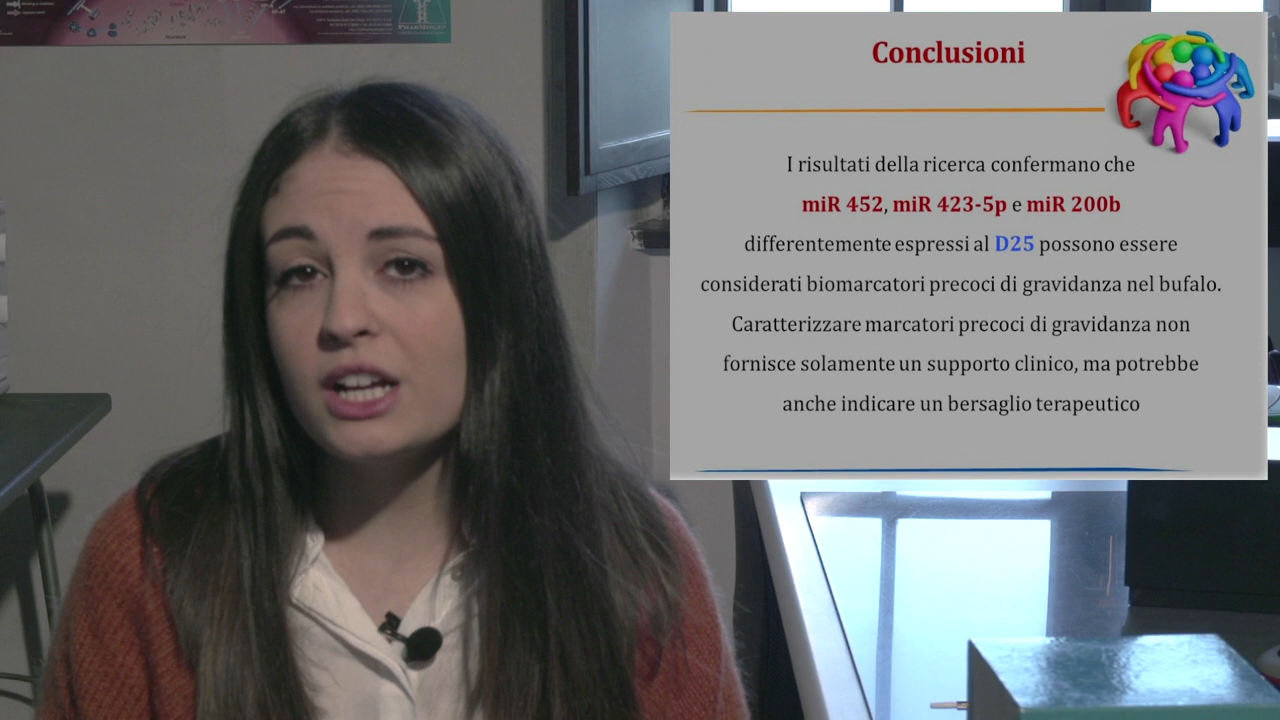 Conclusioni
I risultati della ricerca confermano che
miR 452, miR 423-5p e miR 200b
differentemente espressi al D25 possono essere
considerati biomarcatori precoci di gravidanza nel bufalo.
Caratterizzare marcatori precoci di gravidanza non
fornisce solamente un supporto clinico, ma potrebbe
anche indicare un bersaglio terapeutico